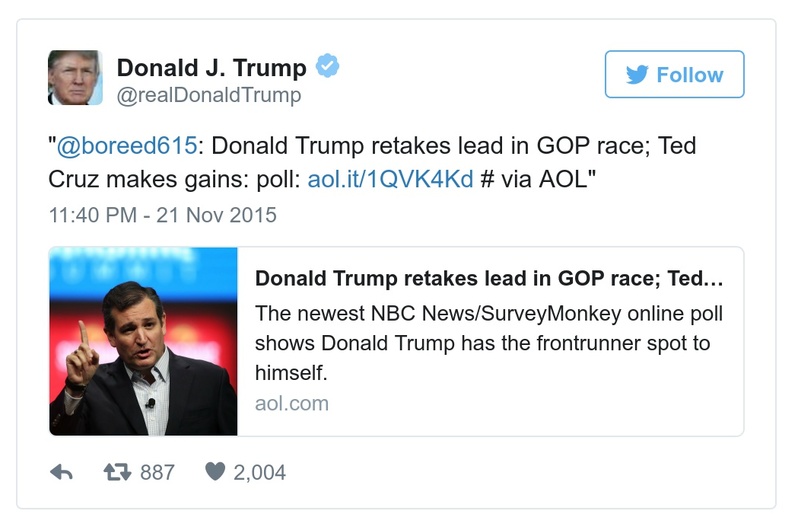 Donald J. Trump
@realDonaldTrump
Follow
"@boreed615: Donald Trump retakes lead in GOP race; Ted
Cruz makes gains: poll: aol.it/1QVK4Kd # via AOL"
11:40 PM - 21 Nov 2015
SUMMIT
Donald Trump retakes lead in GOP race; Ted...
The newest NBC News/SurveyMonkey online poll
shows Donald Trump has the frontrunner spot to
himself.
aol.com
887 2,004